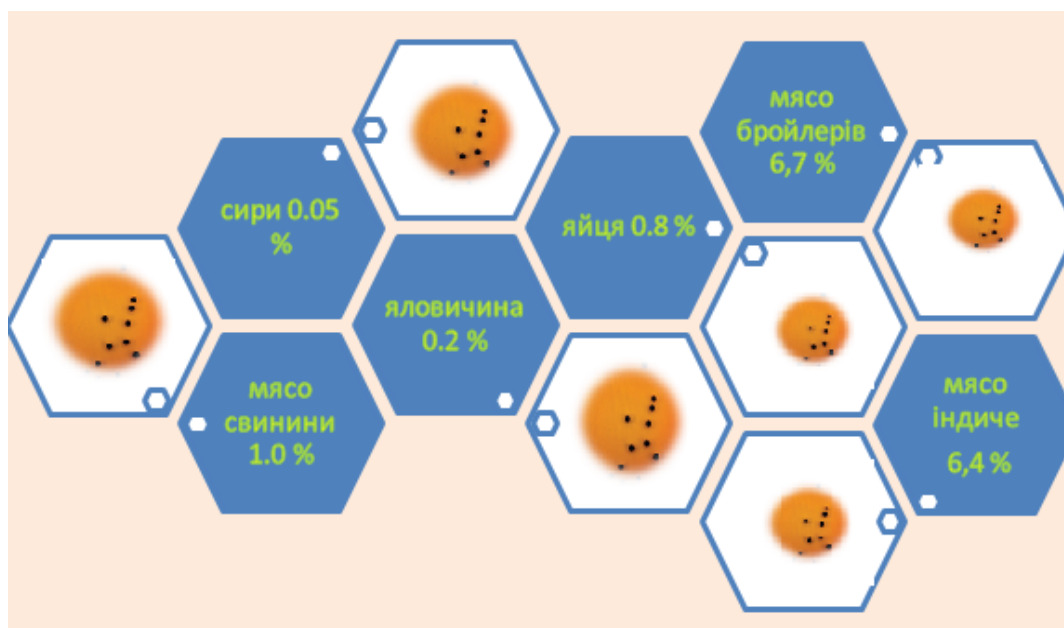 сири 0.05
%
мясо
свинини
1.0 %
яловичина
0.2 %
яйця 0.8 %
мясо
бройлерів
6,7 %
мясо
індиче
6,4 %